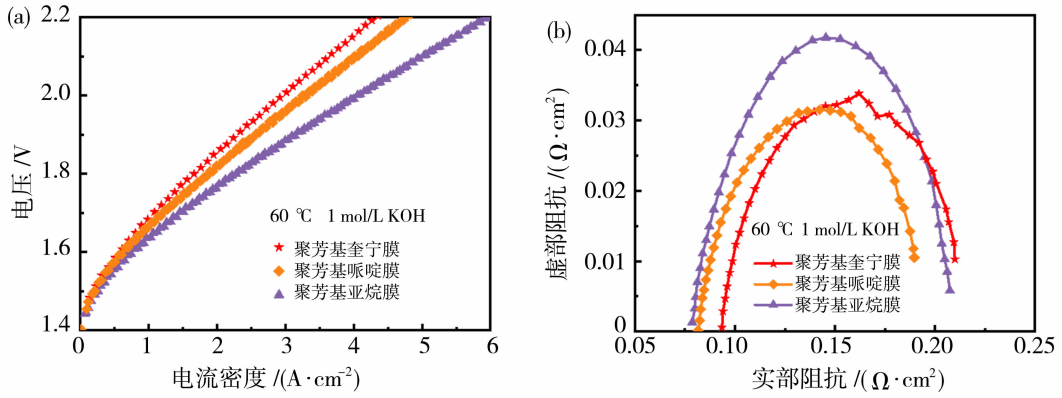 (a)
2.2
2.0
1.8
1.6
1.4
电压/V
60 ℃ 1 mol/L KOH
聚芳基奎宁膜
聚芳基哌啶膜
聚芳基亚烷膜
0 1 2 3 4 5 6
电流密度/(A·cm⁻²)
(b)
0.04
0.03
0.02
0.01
0
虚部阻抗/(Ω·cm²)
60 ℃ 1 mol/L KOH
聚芳基奎宁膜
聚芳基哌啶膜
聚芳基亚烷膜
0.05 0.10 0.15 0.20 0.25
实部阻抗/(Ω·cm²)